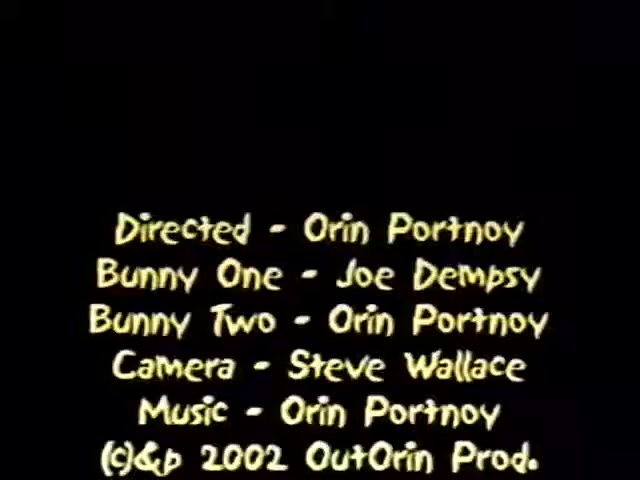 Directed - Orin Portnoy
Bunny One - Joe Dempsy
Bunny Two - Orin Portnoy
Camera - Steve Wallace
Music - Orin Portnoy
(c)&p 2002 OutOrin Prod.